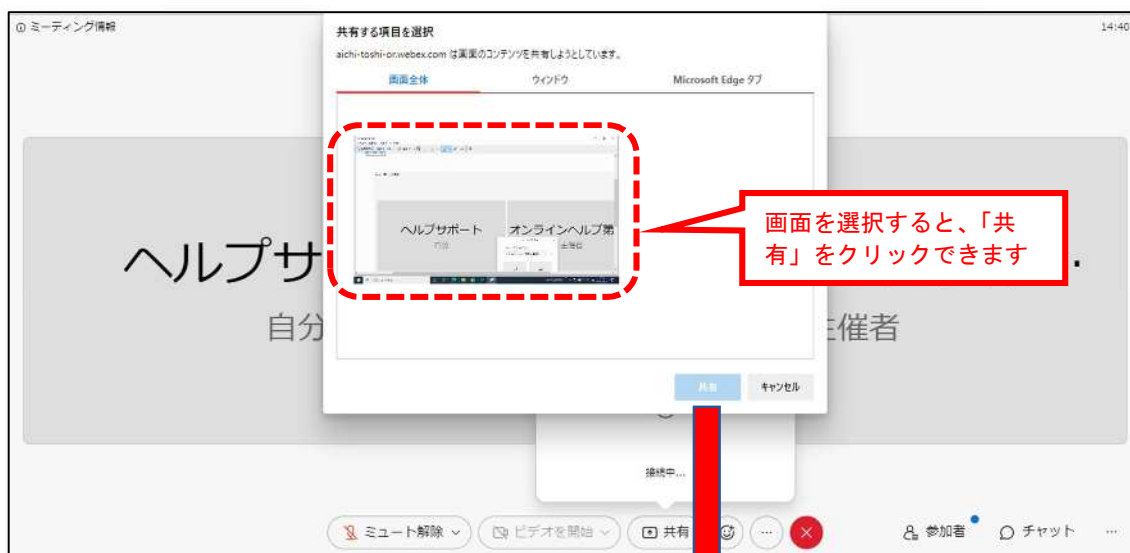 ミーティング情報
14:40
共有する項目を選択
aichi-toshi-or.webex.com は画面のコンテンツを共有しようとしています。
画面全体 ウィンドウ Microsoft Edge タブ
ヘルプサポート オンラインヘルプ第
自分 主催者
画面を選択すると、「共
有」をクリックできます
ヘルプサ
自分 主催者
共有 キャンセル
接続中...
ミュート解除 ビデオを開始 共有 参加者 チャット